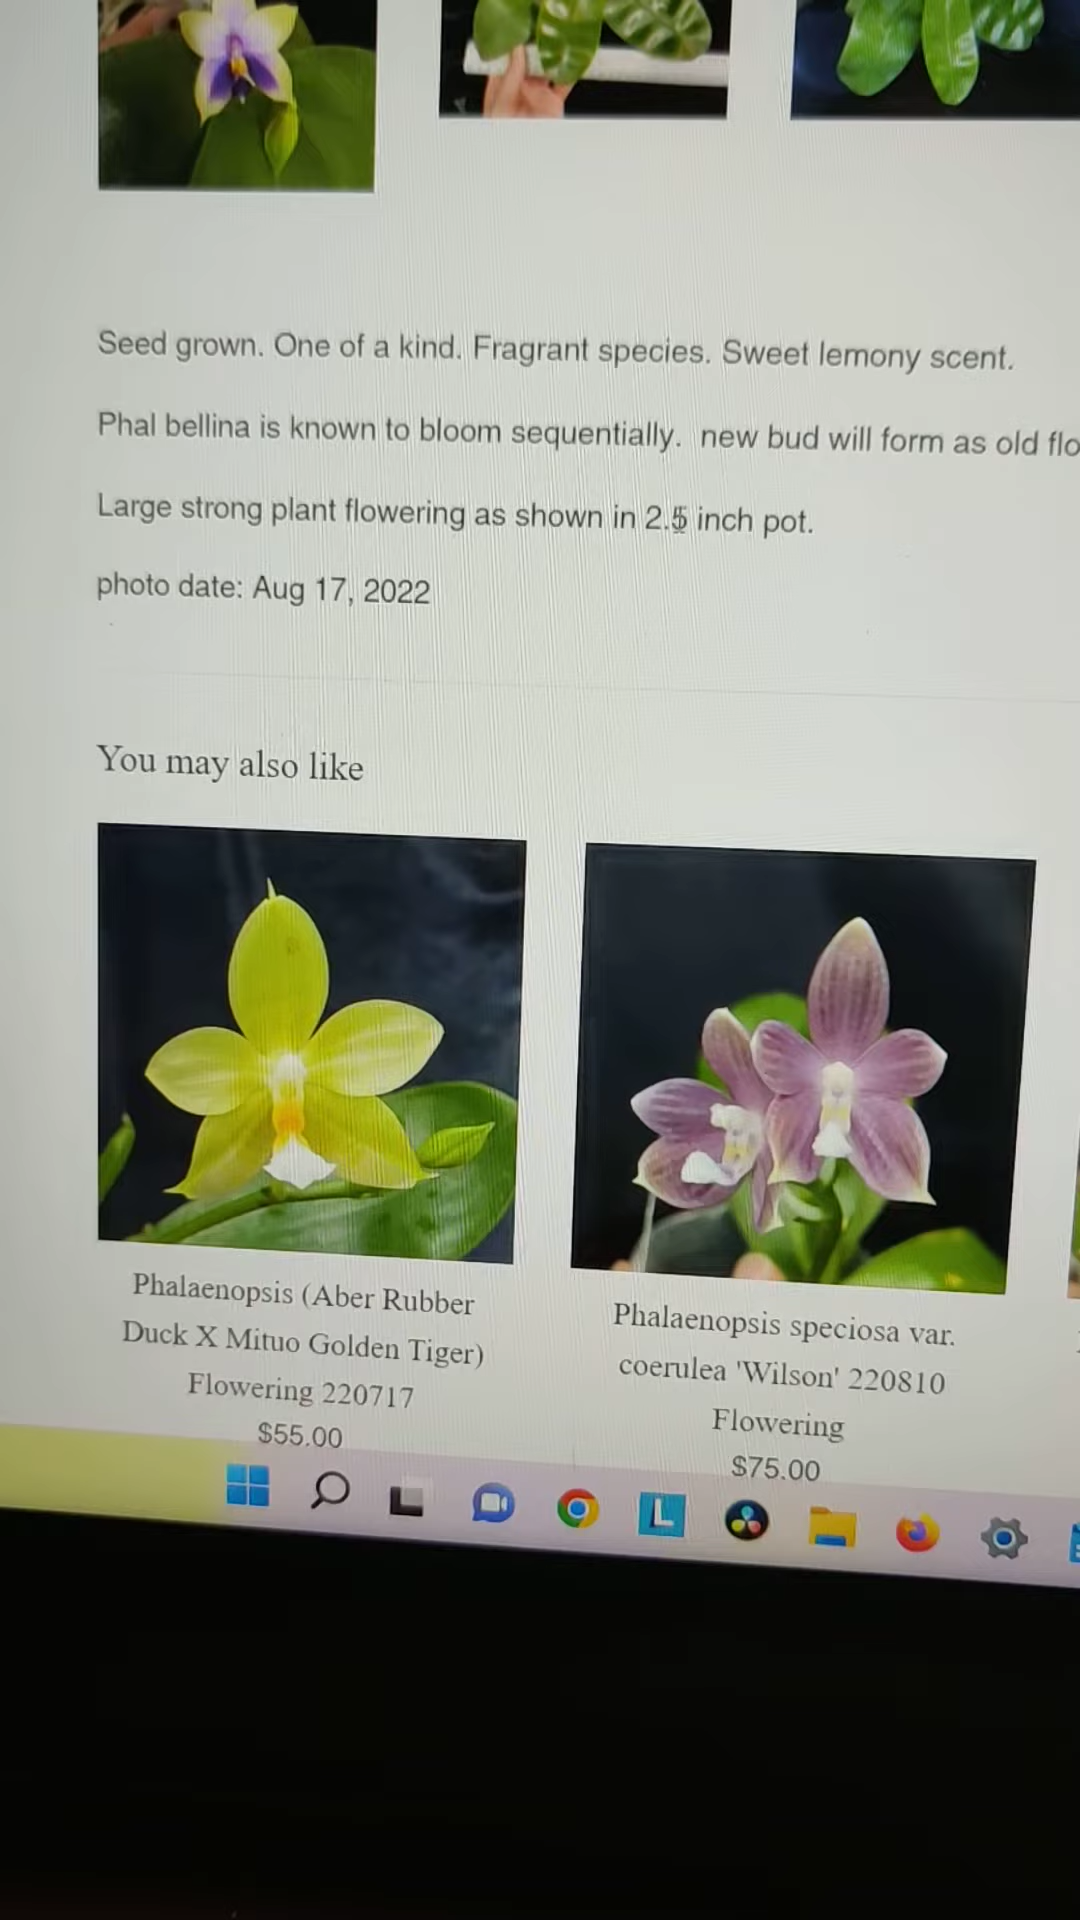 Seed grown. One of a kind. Fragrant species. Sweet lemony scent.
Phal bellina is known to bloom sequentially. new bud will form as old flo
Large strong plant flowering as shown in 2.5 inch pot.
photo date: Aug 17, 2022
You may also like
Phalaenopsis (Aber Rubber
Duck X Mituo Golden Tiger)
Flowering 220717
$55.00
Phalaenopsis speciosa var.
coerulea 'Wilson' 220810
Flowering
$75.00
L